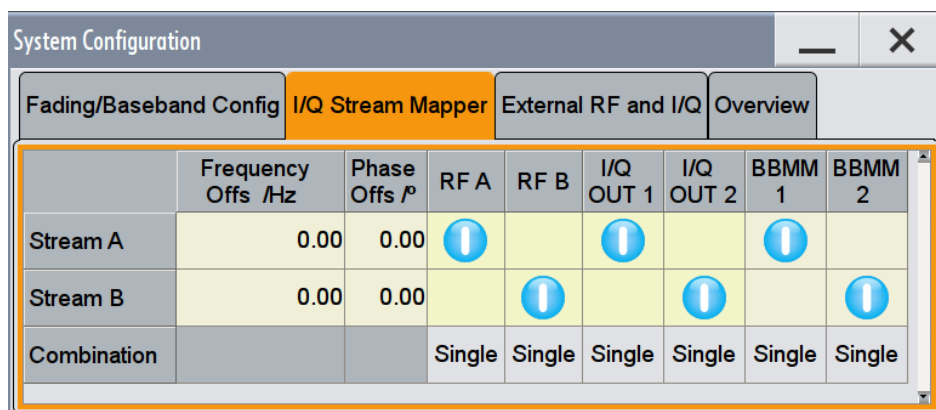 System Configuration
Fading/Baseband Config I/Q Stream Mapper External RF and I/Q Overview
Frequency Offs /Hz Phase Offs /º RF A RF B I/Q OUT 1 I/Q OUT 2 BBMM 1 BBMM 2
Stream A 0.00 0.00
Stream B 0.00 0.00
Combination Single Single Single Single Single Single